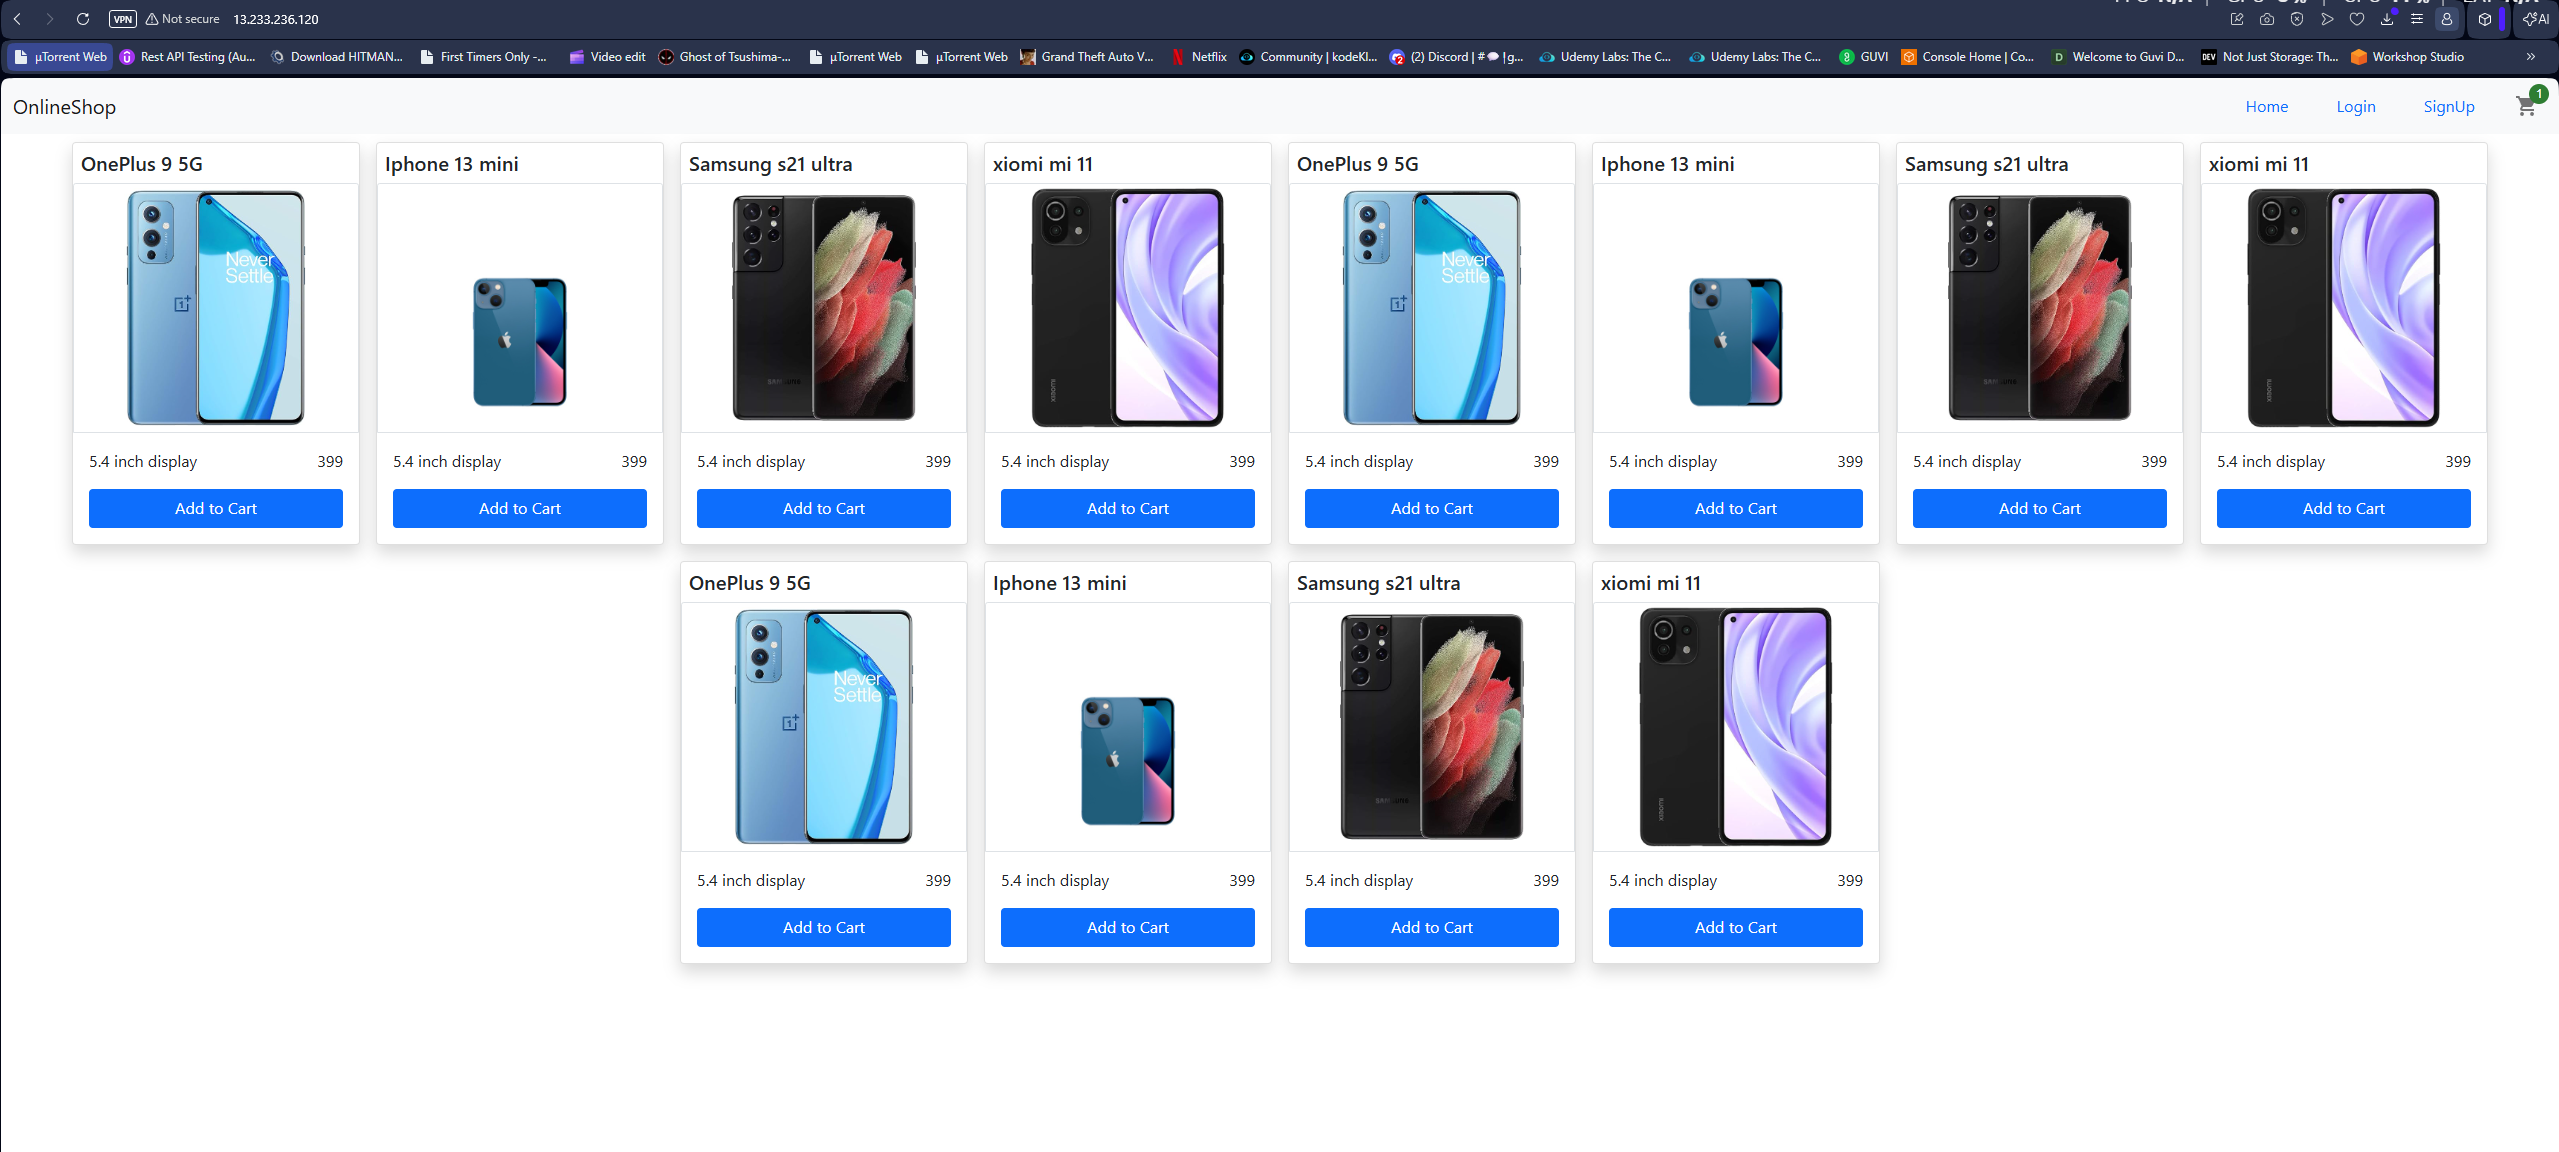 VPN Not secure 13.233.236.120
AI
µTorrent Web Rest API Testing (Au... Download HITMAN... First Timers Only -... Video edit Ghost of Tsushima-... µTorrent Web µTorrent Web Grand Theft Auto V... Netflix Community | kodeKl... (2) Discord | # |g... Udemy Labs: The C... Udemy Labs: The C... GUVI Console Home | Co... Welcome to Guvi D... DEV Not Just Storage: Th... Workshop Studio
OnlineShop Home Login SignUp 1
OnePlus 9 5G Iphone 13 mini Samsung s21 ultra xiomi mi 11 OnePlus 9 5G Iphone 13 mini Samsung s21 ultra xiomi mi 11
Never Never
Settle Settle
SAMSUNG SAMSUNG
xiaomi xiaomi
5.4 inch display 399 5.4 inch display 399 5.4 inch display 399 5.4 inch display 399 5.4 inch display 399 5.4 inch display 399 5.4 inch display 399 5.4 inch display 399
Add to Cart Add to Cart Add to Cart Add to Cart Add to Cart Add to Cart Add to Cart Add to Cart
OnePlus 9 5G Iphone 13 mini Samsung s21 ultra xiomi mi 11
Never
Settle
SAMSUNG
xiaomi
5.4 inch display 399 5.4 inch display 399 5.4 inch display 399 5.4 inch display 399
Add to Cart Add to Cart Add to Cart Add to Cart